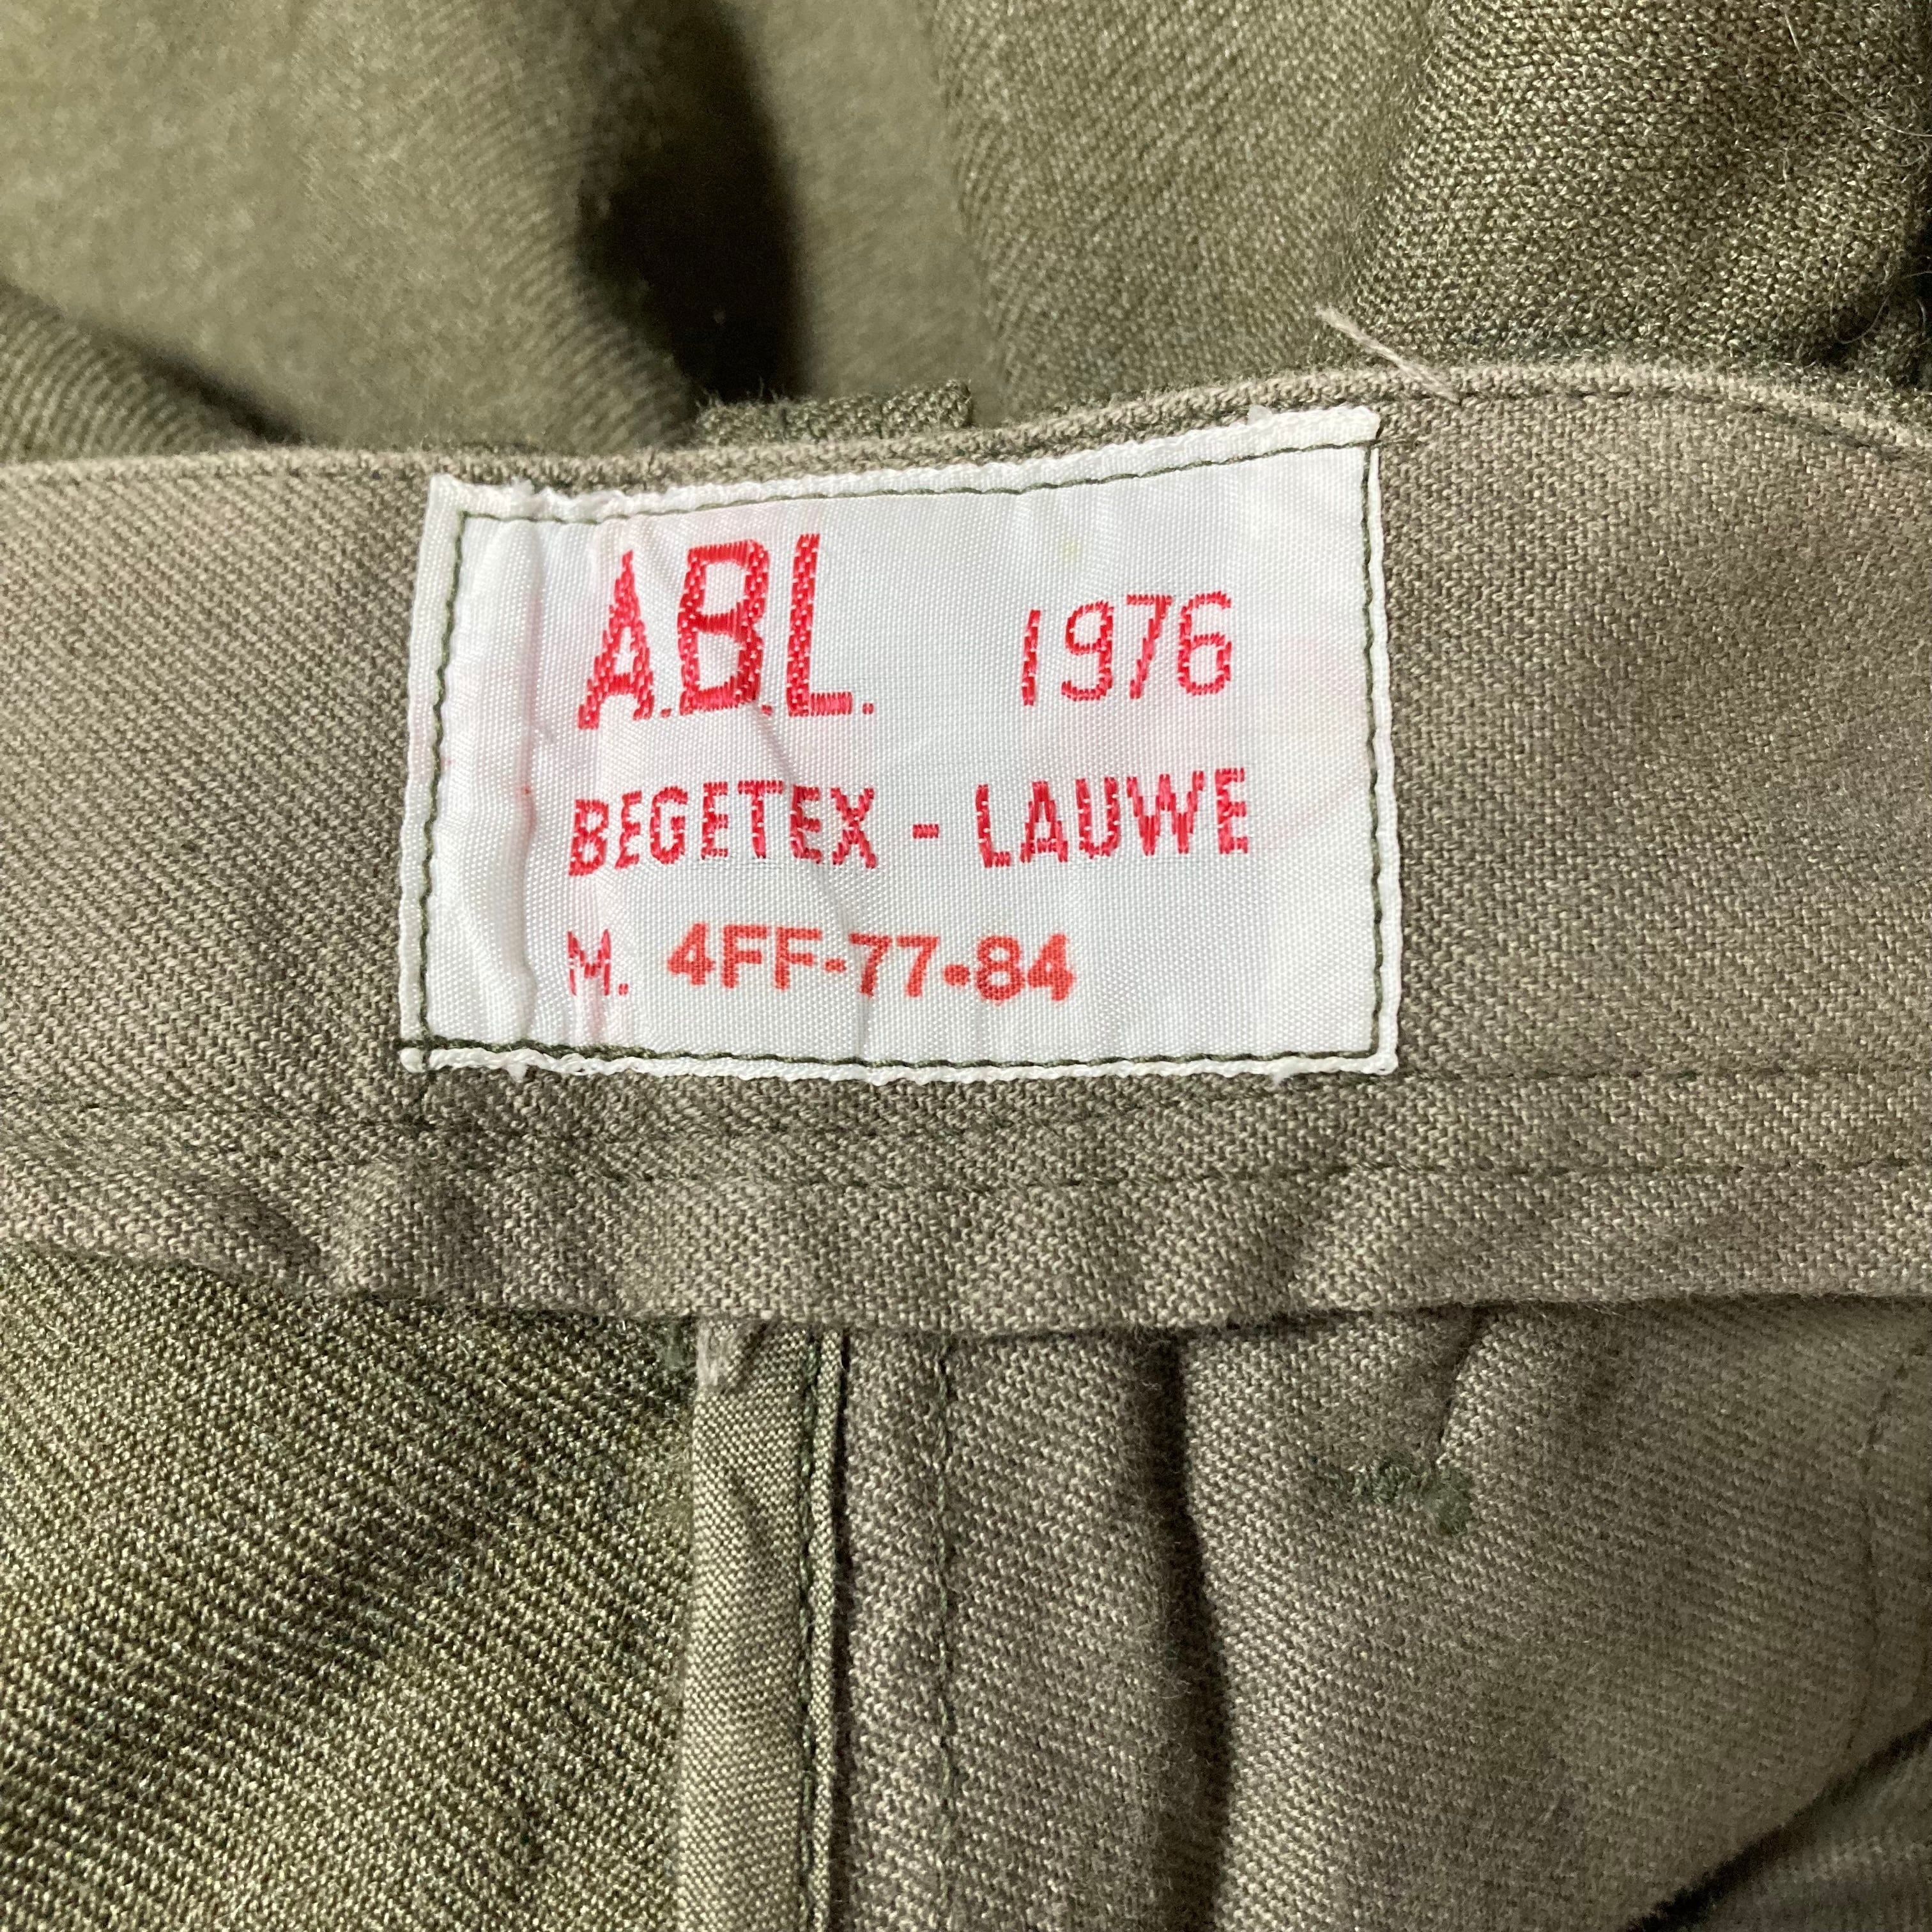 A.B.L. 1976
BEGETEX - LAUWE
M. 4FF-77-84